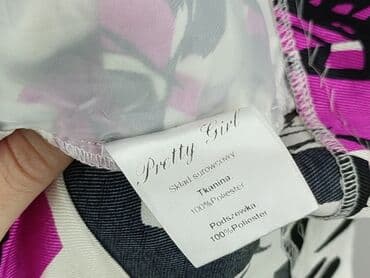 Pretty Girl
Skład surowcowy
Tkanina
100%Poliester
Podszewka
100%Poliester